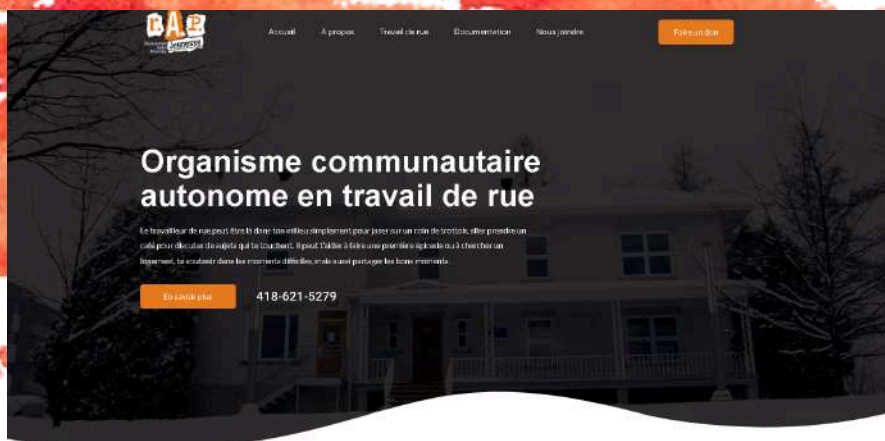 R.A.P.
Jeunesse
Accueil
A propos
Travail de rue
Documentation
Nous joindre
Faire un don
Organisme communautaire
autonome en travail de rue
Le travailleur de rue peut être là dans ton milieu simplement pour jaser sur un coin de trottoir, aller prendre un
café pour discuter de sujets qui te touchent. Il peut t'aider à faire une première épicerie ou à chercher un
logement, te soutenir dans les moments difficiles, mais aussi partager les bons moments.
En savoir plus
418-621-5279